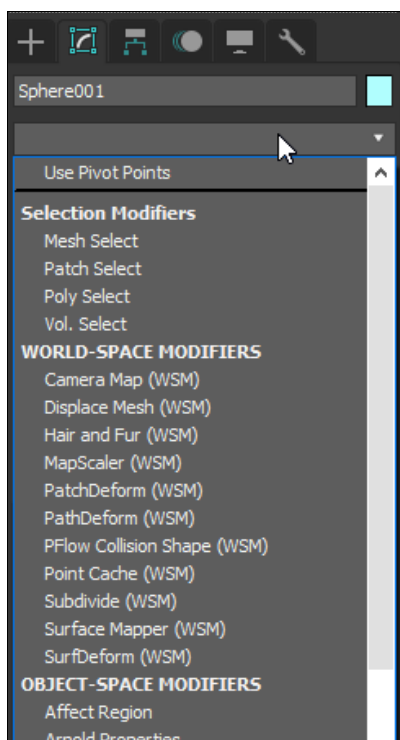 Sphere001
Use Pivot Points
Selection Modifiers
Mesh Select
Patch Select
Poly Select
Vol. Select
WORLD-SPACE MODIFIERS
Camera Map (WSM)
Displace Mesh (WSM)
Hair and Fur (WSM)
MapScaler (WSM)
PatchDeform (WSM)
PathDeform (WSM)
PFlow Collision Shape (WSM)
Point Cache (WSM)
Subdivide (WSM)
Surface Mapper (WSM)
SurfDeform (WSM)
OBJECT-SPACE MODIFIERS
Affect Region
Arnold Properties